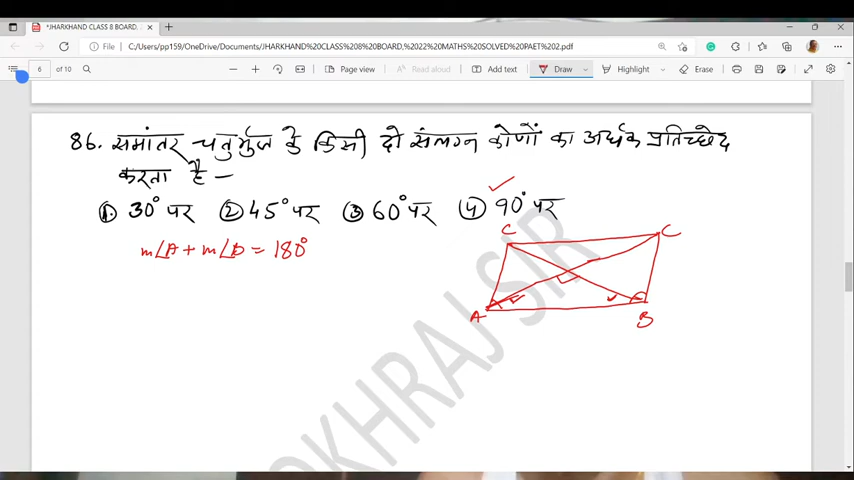 *JHARKHAND CLASS 8 BOARD,
File
C:/Users/pp159/OneDrive/Documents/JHARKHAND%20CLASS%208%20BOARD,%2022%20MATHS%20SOLVED%20PAET%202.pdf
6 of 10
Page view
Read aloud
Add text
Draw
Highlight
Erase
86. समांतर चतुर्भुज के किसी दो संलग्न कोणों का अर्धक प्रतिच्छेद
करता है –
① 30° पर ② 45° पर ③ 60° पर ④ 90° पर
m∠A + m∠D = 180°
C C
A B
OKHRAJ SIR